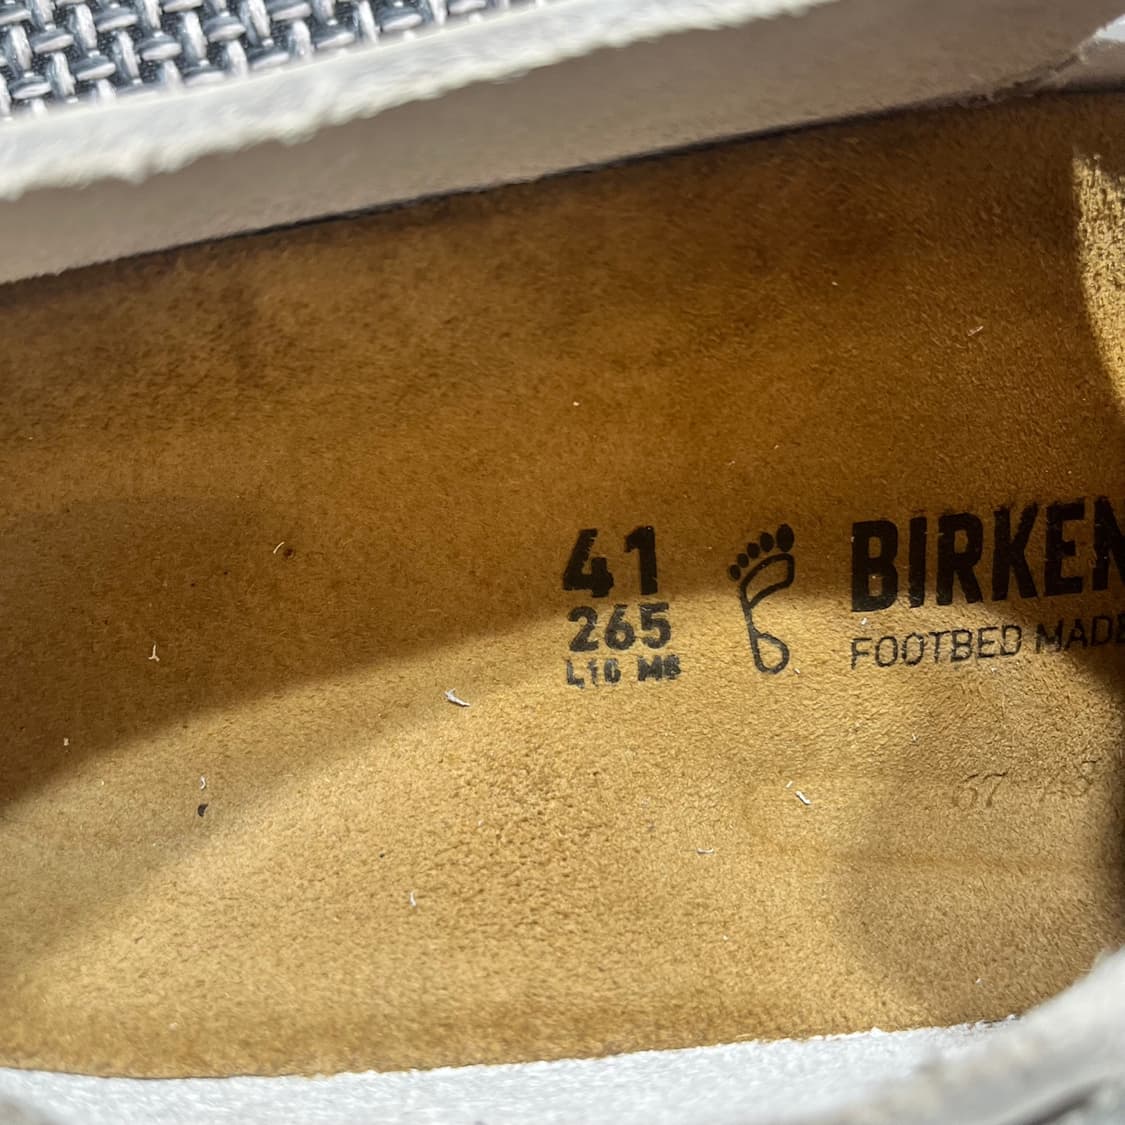 41
265
L10 M8
BIRKEN
FOOTBED MADE